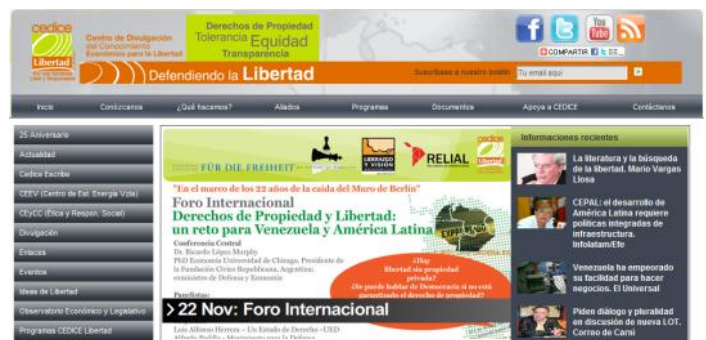 cedice
Libertad
Centro de Divulgación
del Conocimiento
Económico para la Libertad
Derechos de Propiedad
Tolerancia Equidad
Transparencia
Defendiendo la Libertad
You
Tube
COMPARTIR
Suscríbase a nuestro boletín
Tu email aquí
Inicio
Conózcanos
¿Qué hacemos?
Aliados
Programas
Documentos
Apoya a CEDICE
Contáctanos
25 Aniversario
Actualidad
Cedice Escribe
CEEV (Centro de Est. Energía Vzla)
CEyCC (Ética y Respon. Social)
Divulgación
Enlaces
Eventos
Ideas de Libertad
Observatorio Económico y Legislativo
Programas CEDICE Libertad
FÜR DIE FREIHEIT
LIDERAZGO
Y VISIÓN
RELIAL
cedice
Libertad
"En el marco de los 22 años de la caída del Muro de Berlín"
Foro Internacional
Derechos de Propiedad y Libertad:
un reto para Venezuela y América Latina
Conferencia Central
Dr. Ricardo López Murphy
PhD Economía Universidad de Chicago, Presidente de
la Fundación Cívico Republicana, Argentina;
exministro de Defensa y Economía
Panelistas:
¿Hay
libertad sin propiedad
privada?
¿Se puede hablar de Democracia si no está
garantizado el derecho de propiedad?
22 Nov: Foro Internacional
Luis Alfonso Herrera - Un Estado de Derecho -UED
Informaciones recientes
La literatura y la búsqueda
de la libertad. Mario Vargas
Llosa
CEPAL: el desarrollo de
América Latina requiere
políticas integradas de
infraestructura.
Infolatam/Efe
Venezuela ha empeorado
su facilidad para hacer
negocios. El Universal
Piden diálogo y pluralidad
en discusión de nueva LOT.
Correo de Caroní